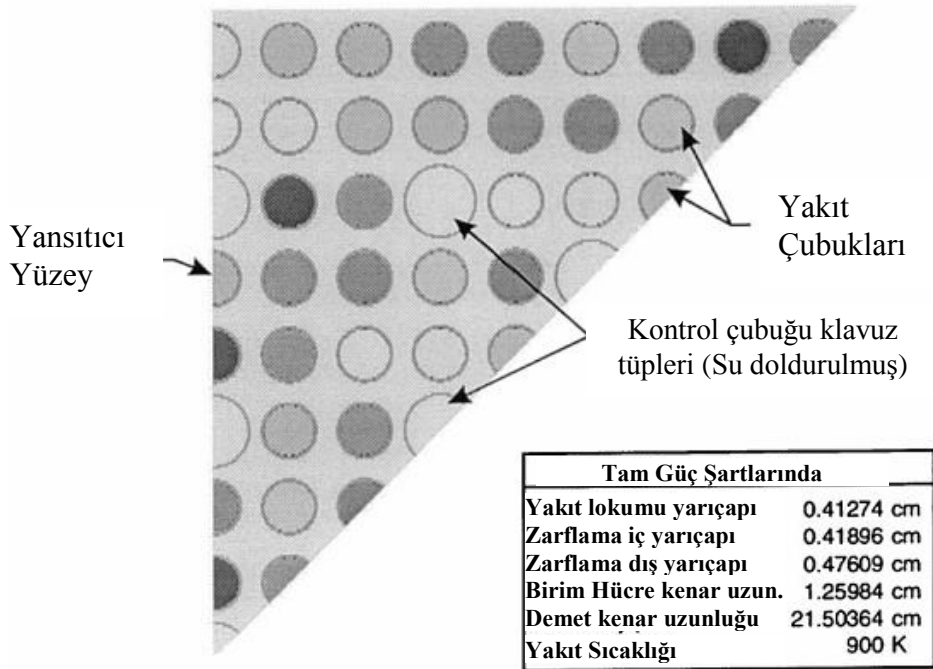 Yansıtıcı
Yüzey
Yakıt
Çubukları
Kontrol çubuğu klavuz
tüpleri (Su doldurulmuş)
Tam Güç Şartlarında
Yakıt lokumu yarıçapı 0.41274 cm
Zarflama iç yarıçapı 0.41896 cm
Zarflama dış yarıçapı 0.47609 cm
Birim Hücre kenar uzun. 1.25984 cm
Demet kenar uzunluğu 21.50364 cm
Yakıt Sıcaklığı 900 K